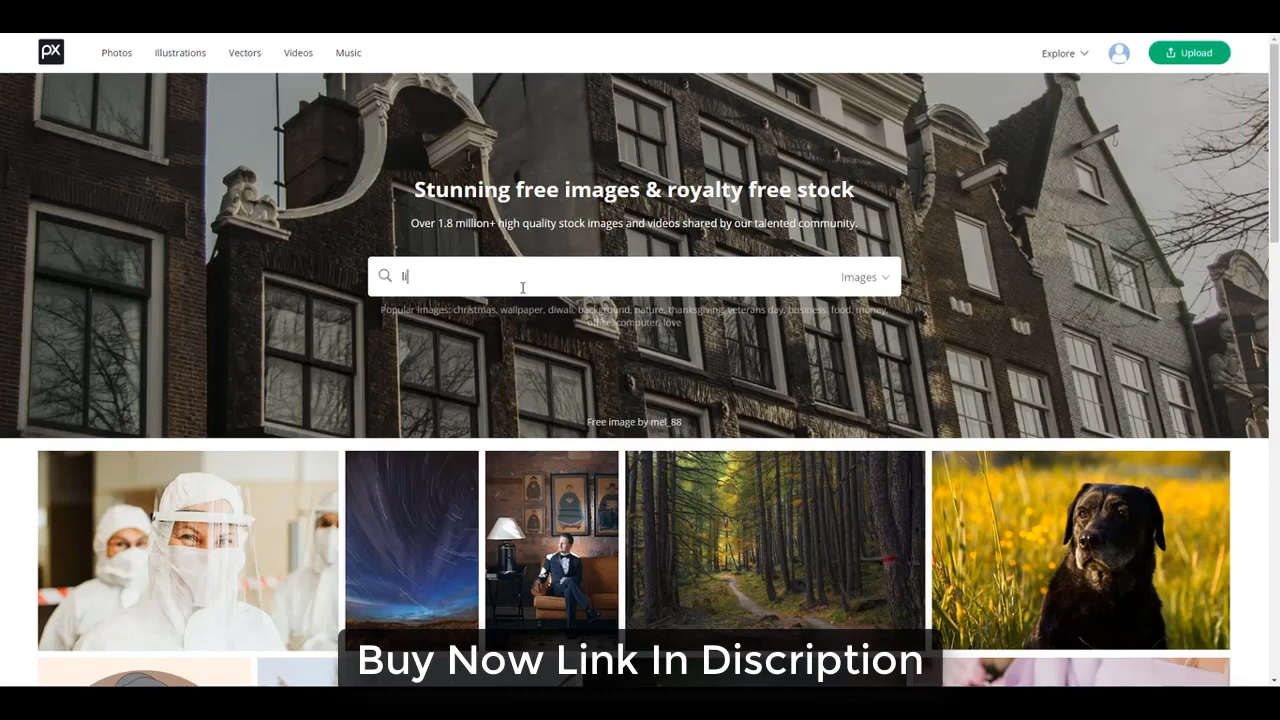 px
Photos Illustrations Vectors Videos Music
Explore
Upload
Stunning free images & royalty free stock
Over 1.8 million+ high quality stock images and videos shared by our talented community.
li
Images
Popular Images: christmas, wallpaper, diwali, background, nature, thanksgiving, veterans day, business, food, money,
office, computer, love
Free image by mel_88
Buy Now Link In Discription